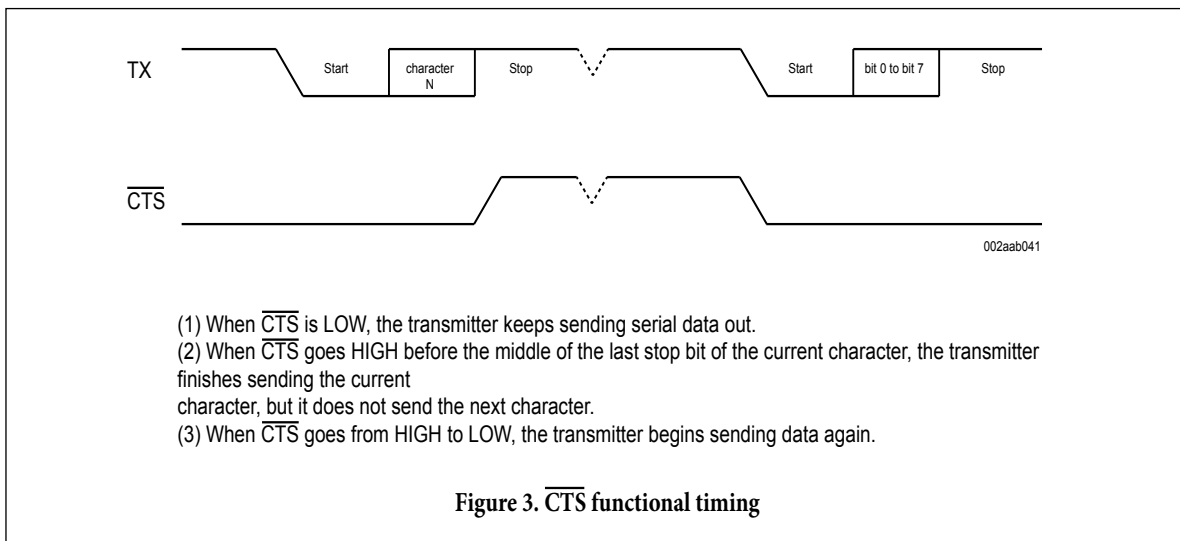 TX
Start
character
N
Stop
Start
bit 0 to bit 7
Stop
CTS
002aab041
(1) When CTS is LOW, the transmitter keeps sending serial data out.
(2) When CTS goes HIGH before the middle of the last stop bit of the current character, the transmitter
finishes sending the current
character, but it does not send the next character.
(3) When CTS goes from HIGH to LOW, the transmitter begins sending data again.
Figure 3. CTS functional timing